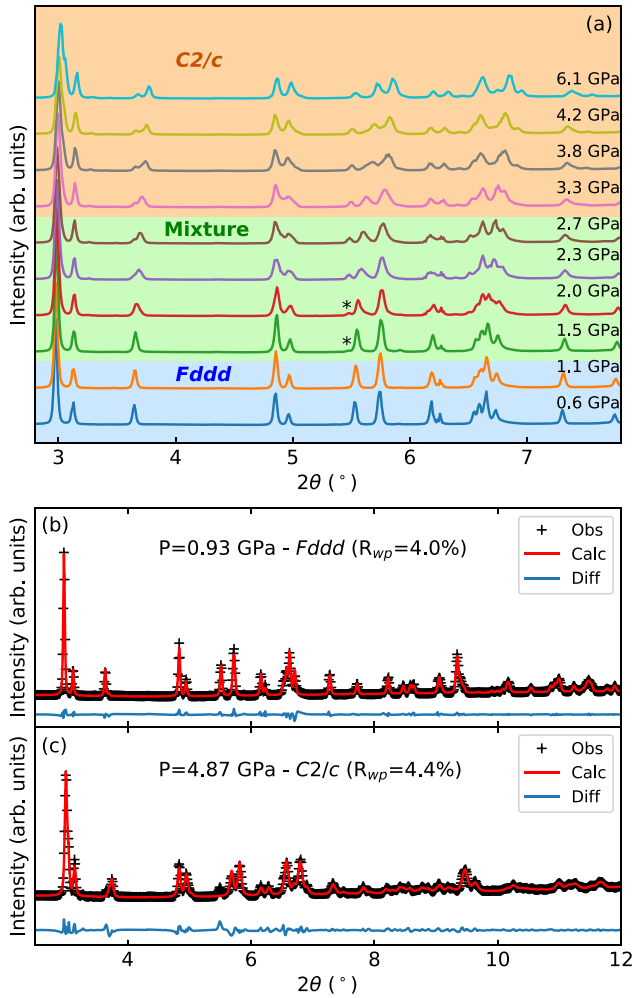 (a)
C2/c
6.1 GPa
4.2 GPa
3.8 GPa
3.3 GPa
Mixture
2.7 GPa
2.3 GPa
*
2.0 GPa
*
1.5 GPa
Fddd
1.1 GPa
0.6 GPa
Intensity (arb. units)
3 4 5 6 7
2θ (°)
(b)
P=0.93 GPa - Fddd (Rwp=4.0%)
Obs
Calc
Diff
Intensity (arb. units)
(c)
P=4.87 GPa - C2/c (Rwp=4.4%)
Obs
Calc
Diff
Intensity (arb. units)
4 6 8 10 12
2θ (°)